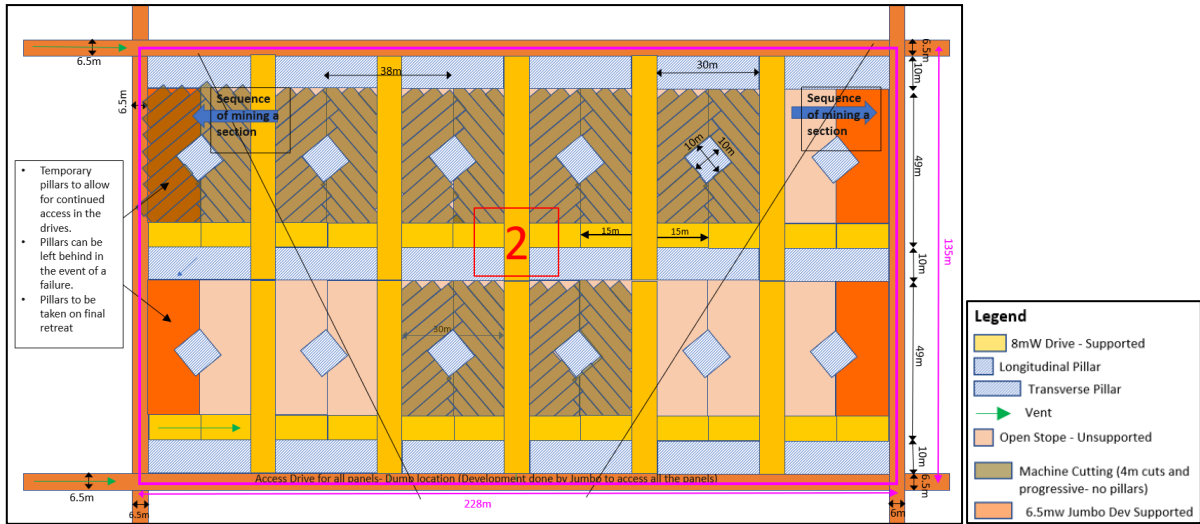 6.5m
38m
30m
6.5m
10m
6.5m
Sequence
of mining a
section
Sequence
of mining a
section
10m
10m
49m
• Temporary
pillars to allow
for continued
access in the
drives.
• Pillars can be
left behind in
the event of a
failure.
• Pillars to be
taken on final
retreat
2
15m
15m
10m
135m
30m
49m
10m
Access Drive for all panels- Dump location (Development done by Jumbo to access all the panels)
6.5m
6.5m
228m
6.5m
6m
Legend
8mW Drive - Supported
Longitudinal Pillar
Transverse Pillar
Vent
Open Stope - Unsupported
Machine Cutting (4m cuts and
progressive- no pillars)
6.5mw Jumbo Dev Supported